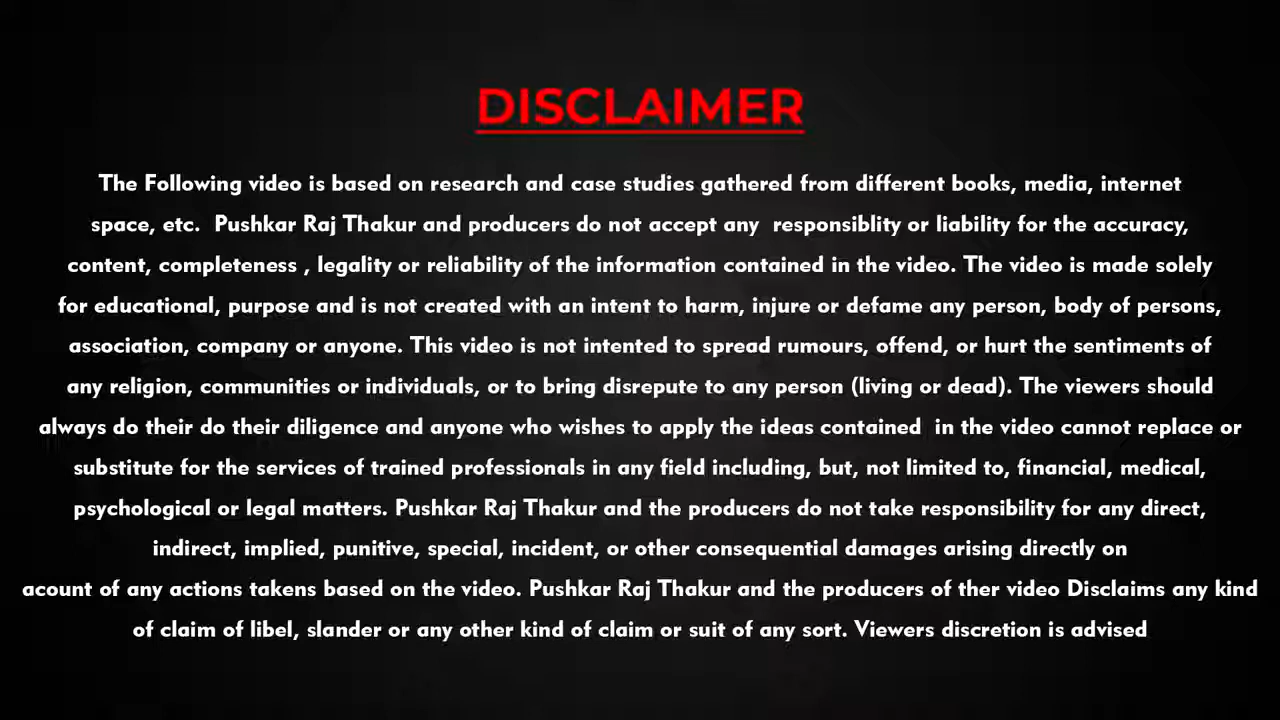 DISCLAIMER
The Following video is based on research and case studies gathered from different books, media, internet
space, etc.  Pushkar Raj Thakur and producers do not accept any  responsiblity or liability for the accuracy,
content, completeness , legality or reliability of the information contained in the video. The video is made solely
for educational, purpose and is not created with an intent to harm, injure or defame any person, body of persons,
association, company or anyone. This video is not intented to spread rumours, offend, or hurt the sentiments of
any religion, communities or individuals, or to bring disrepute to any person (living or dead). The viewers should
always do their do their diligence and anyone who wishes to apply the ideas contained  in the video cannot replace or
substitute for the services of trained professionals in any field including, but, not limited to, financial, medical,
psychological or legal matters. Pushkar Raj Thakur and the producers do not take responsibility for any direct,
indirect, implied, punitive, special, incident, or other consequential damages arising directly on
acount of any actions takens based on the video. Pushkar Raj Thakur and the producers of ther video Disclaims any kind
of claim of libel, slander or any other kind of claim or suit of any sort. Viewers discretion is advised